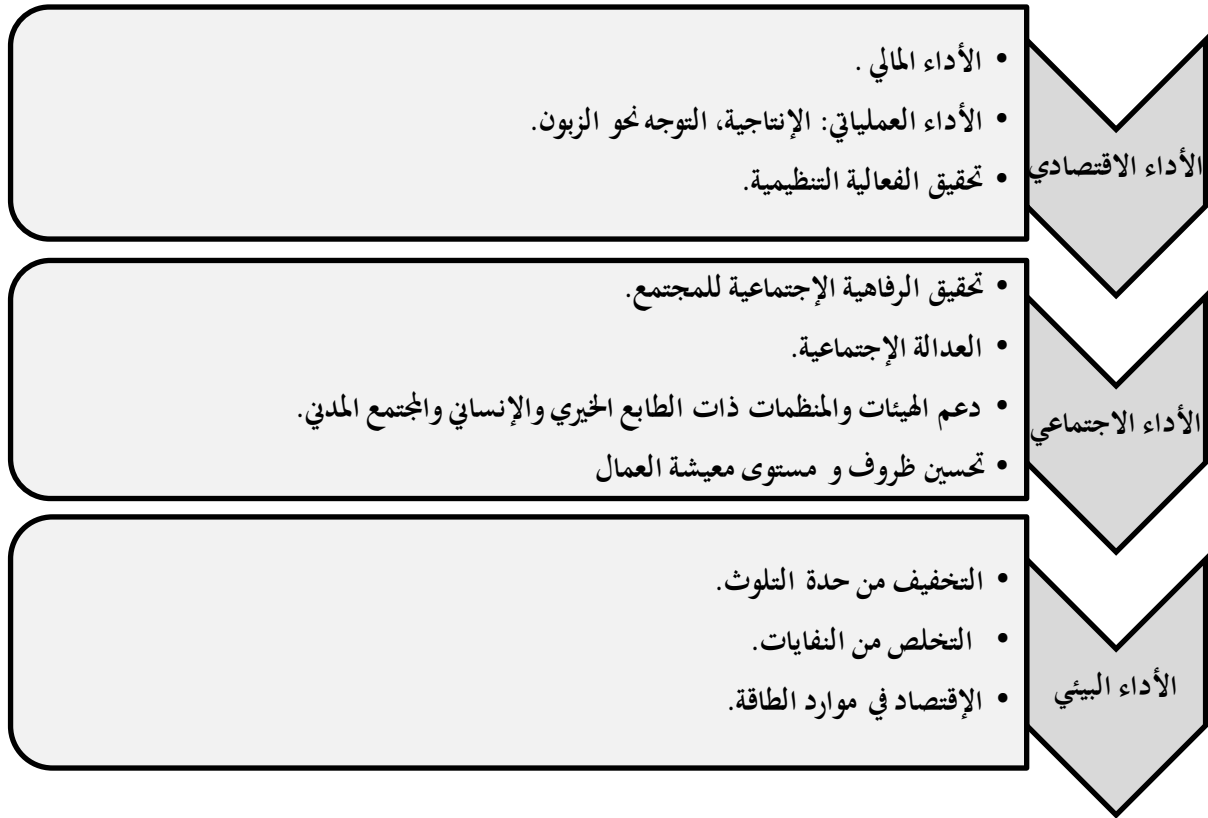 الأداء الاقتصادي
• الأداء المالي .
• الأداء العملياتي: الإنتاجية، التوجه نحو الزبون.
• تحقيق الفعالية التنظيمية.
الأداء الاجتماعي
• تحقيق الرفاهية الإجتماعية للمجتمع.
• العدالة الإجتماعية.
• دعم الهيئات والمنظمات ذات الطابع الخيري والإنساني والمجتمع المدني.
• تحسين ظروف و مستوى معيشة العمال
الأداء البيئي
• التخفيف من حدة التلوث.
• التخلص من النفايات.
• الإقتصاد في موارد الطاقة.